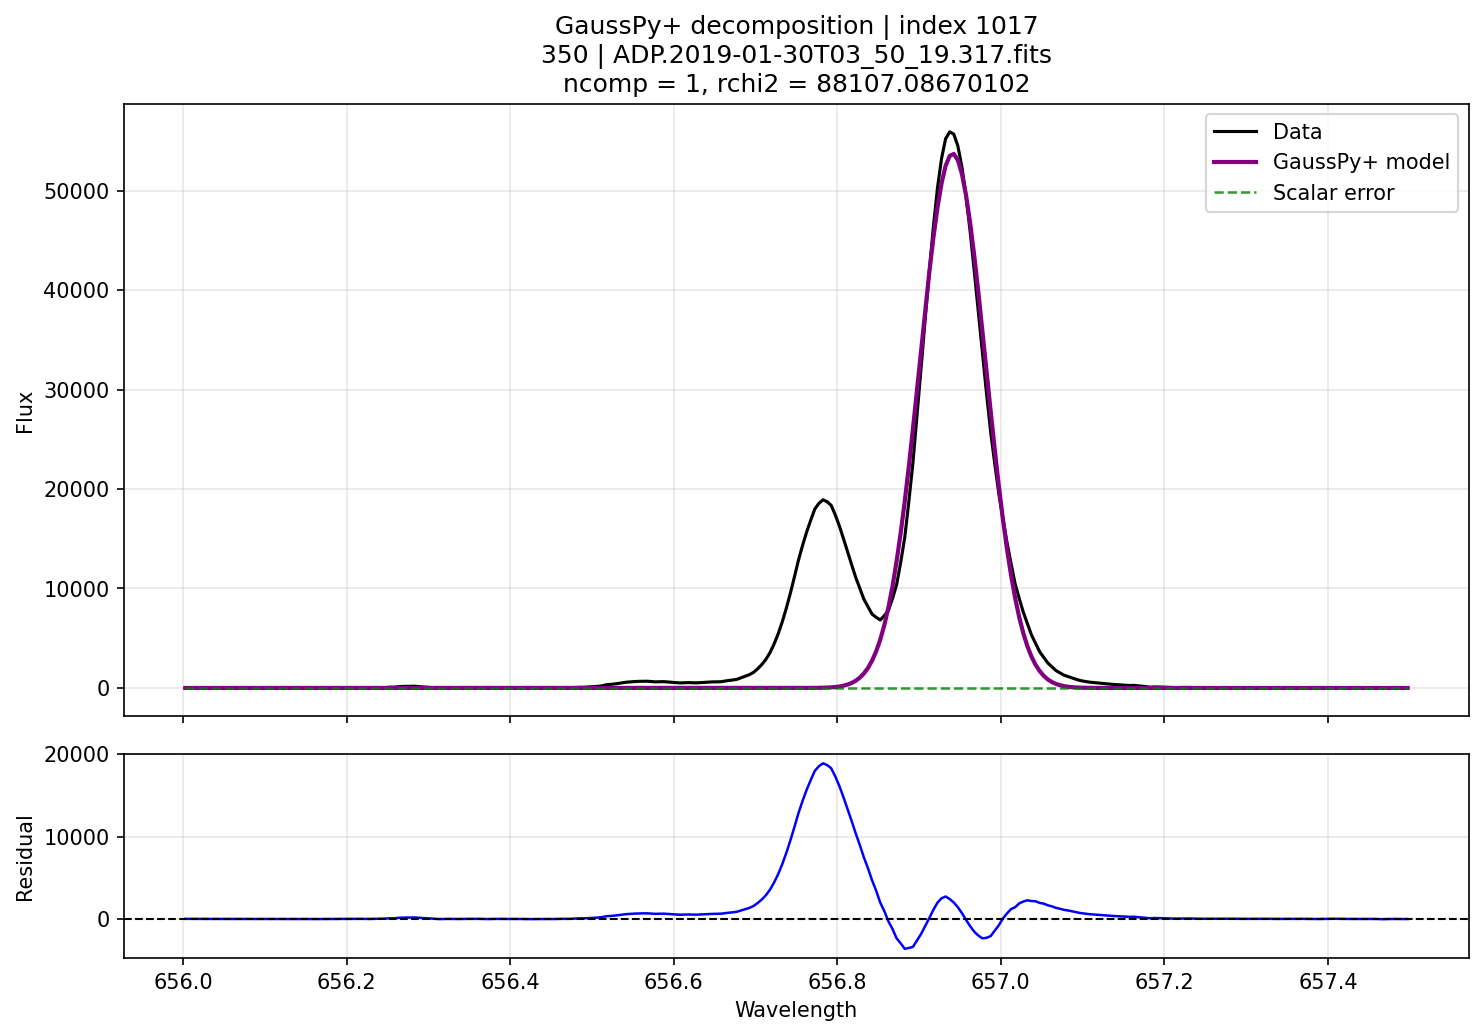 GaussPy+ decomposition | index 1017
350 | ADP.2019-01-30T03_50_19.317.fits
ncomp = 1, rchi2 = 88107.08670102
Data
GaussPy+ model
Scalar error
50000
40000
30000
20000
10000
0
Flux
20000
10000
0
Residual
656.0
656.2
656.4
656.6
656.8
657.0
657.2
657.4
Wavelength